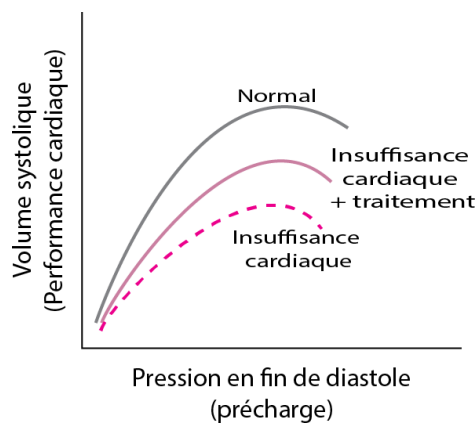 Volume systolique
(Performance cardiaque)
Normal
Insuffisance
cardiaque
+ traitement
Insuffisance
cardiaque
Pression en fin de diastole
(précharge)